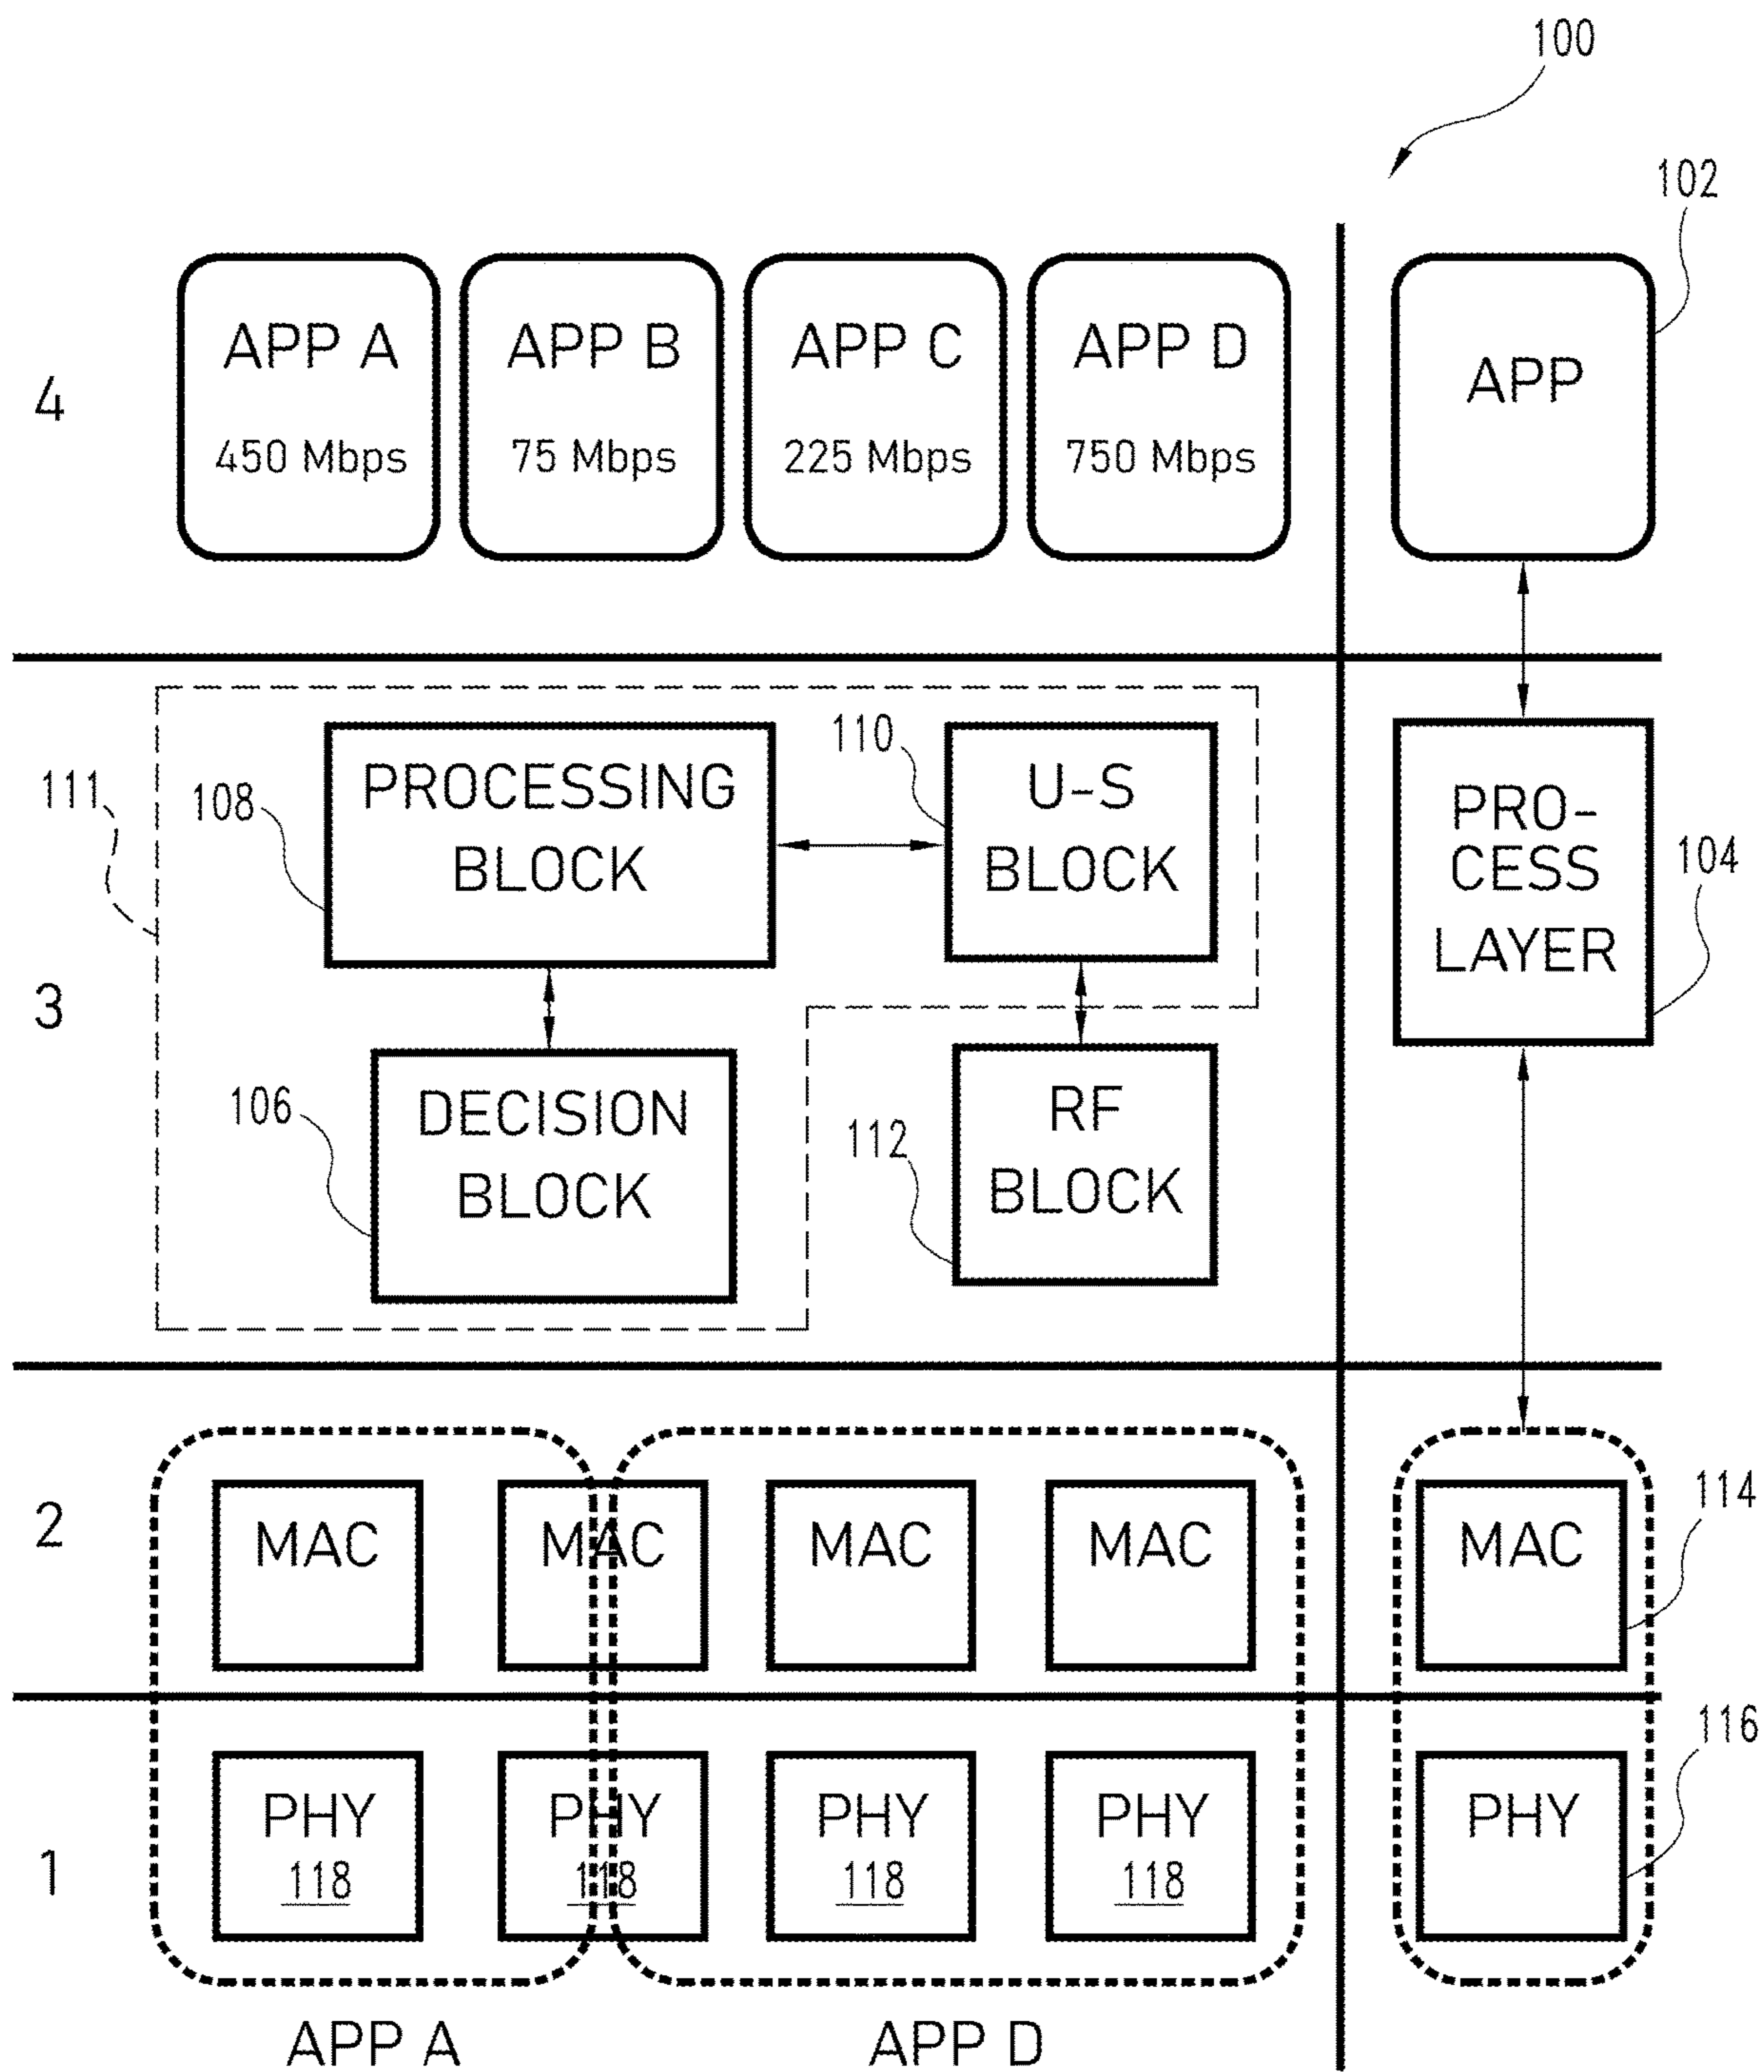 100
102
APP A
450 Mbps
APP B
75 Mbps
APP C
225 Mbps
APP D
750 Mbps
APP
4
111
108
PROCESSING
BLOCK
110
U-S
BLOCK
PRO-
CESS
LAYER
104
3
106
DECISION
BLOCK
112
RF
BLOCK
2
MAC
MAC
MAC
MAC
MAC
114
1
PHY
118
PHY
118
PHY
118
PHY
118
PHY
116
APP A
APP D